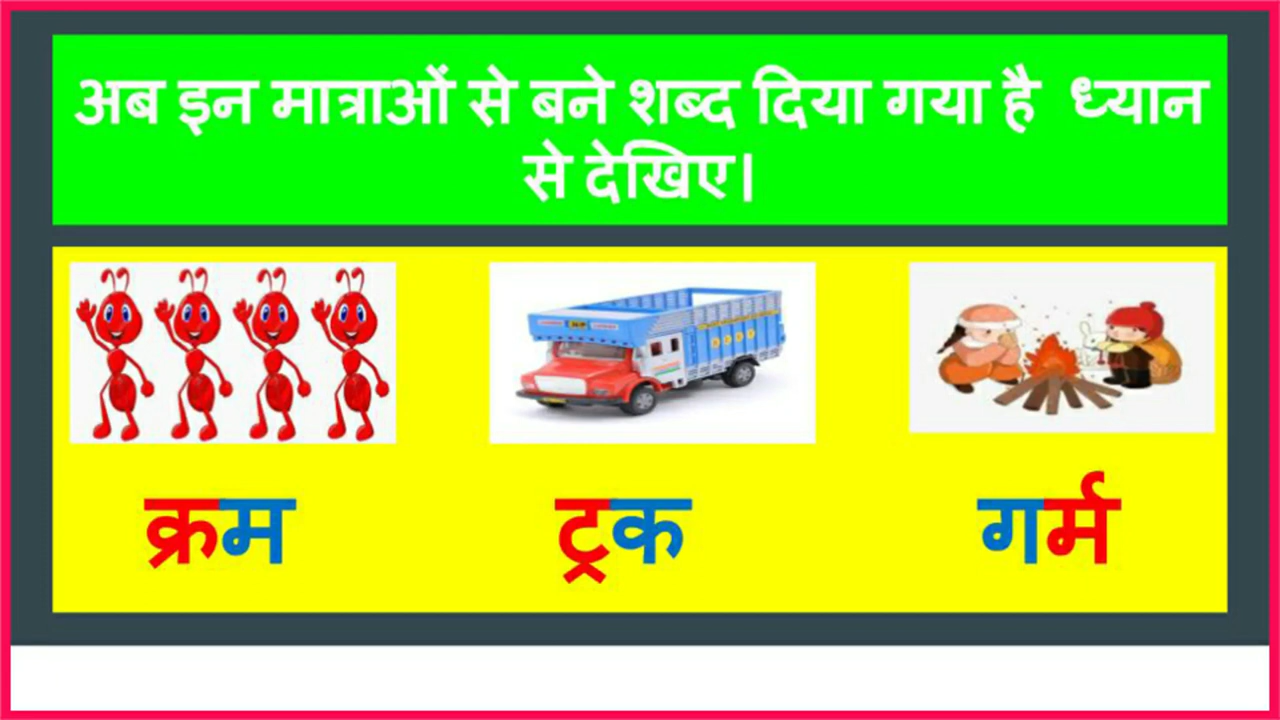 अब इन मात्राओं से बने शब्द दिया गया है ध्यान
से देखिए।
क्रम ट्रक गर्म